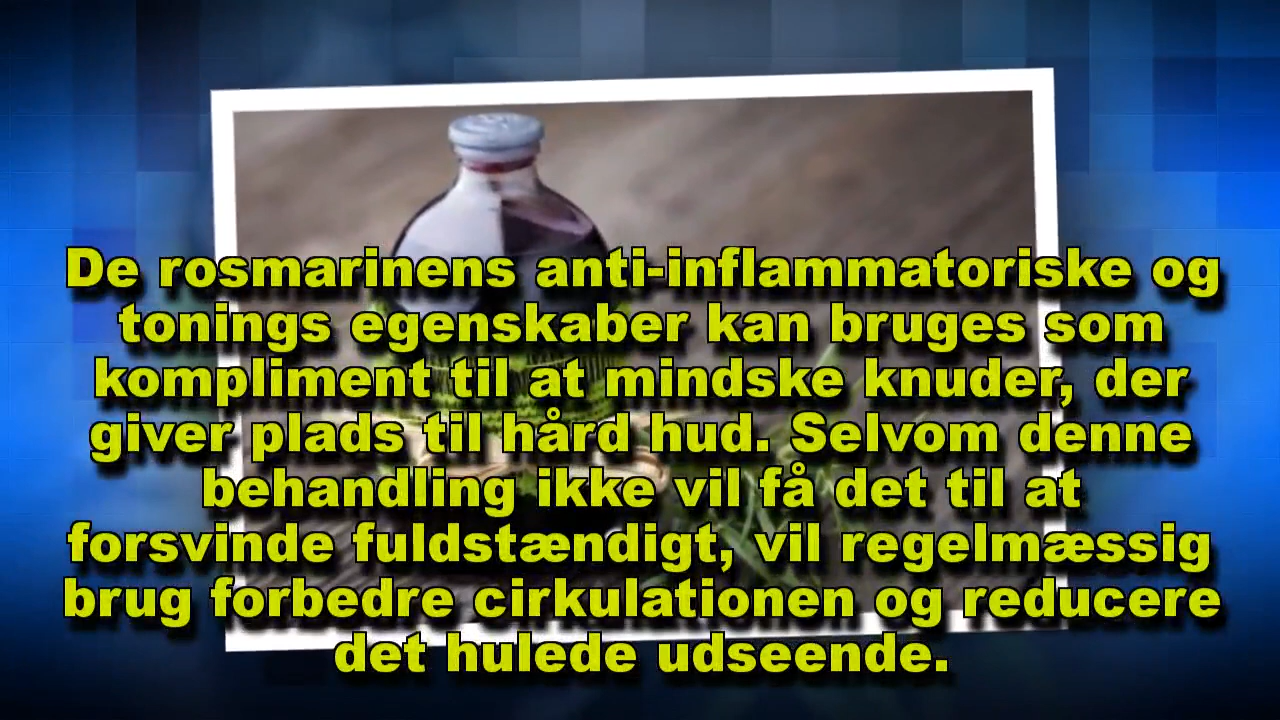 De rosmarinens anti-inflammatoriske og
tonings egenskaber kan bruges som
kompliment til at mindske knuder, der
giver plads til hård hud. Selvom denne
behandling ikke vil få det til at
forsvinde fuldstændigt, vil regelmæssig
brug forbedre cirkulationen og reducere
det hulede udseende.